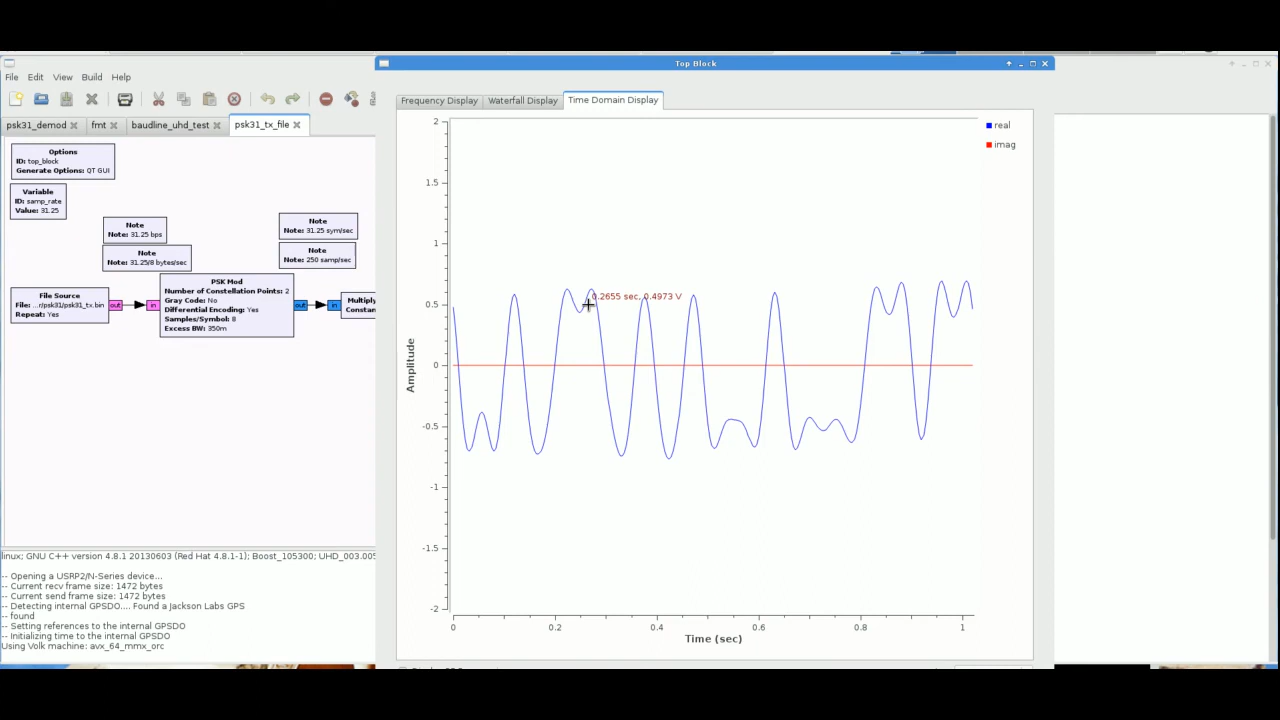 Top Block
File Edit View Build Help
psk31_demod fmt baudline_uhd_test psk31_tx_file
Options
ID: top_block
Generate Options: QT GUI
Variable
ID: samp_rate
Value: 31.25
Note
Note: 31.25 bps
Note
Note: 31.25/8 bytes/sec
Note
Note: 31.25 sym/sec
Note
Note: 250 samp/sec
File Source
File: ...r/psk31/psk31_tx.bin
Repeat: Yes
out
in
PSK Mod
Number of Constellation Points: 2
Gray Code: No
Differential Encoding: Yes
Samples/Symbol: 8
Excess BW: 350m
out
in
Multiply
Constan
linux; GNU C++ version 4.8.1 20130603 (Red Hat 4.8.1-1); Boost_105300; UHD_003.005
-- Opening a USRP2/N-Series device...
-- Current recv frame size: 1472 bytes
-- Current send frame size: 1472 bytes
-- Detecting internal GPSDO.... Found a Jackson Labs GPS
-- found
-- Setting references to the internal GPSDO
-- Initializing time to the internal GPSDO
Using Volk machine: avx_64_mmx_orc
Frequency Display Waterfall Display Time Domain Display
2
1.5
1
0.5
0
-0.5
-1
-1.5
-2
Amplitude
0.2655 sec, 0.4973 V
real
imag
0 0.2 0.4 0.6 0.8 1
Time (sec)